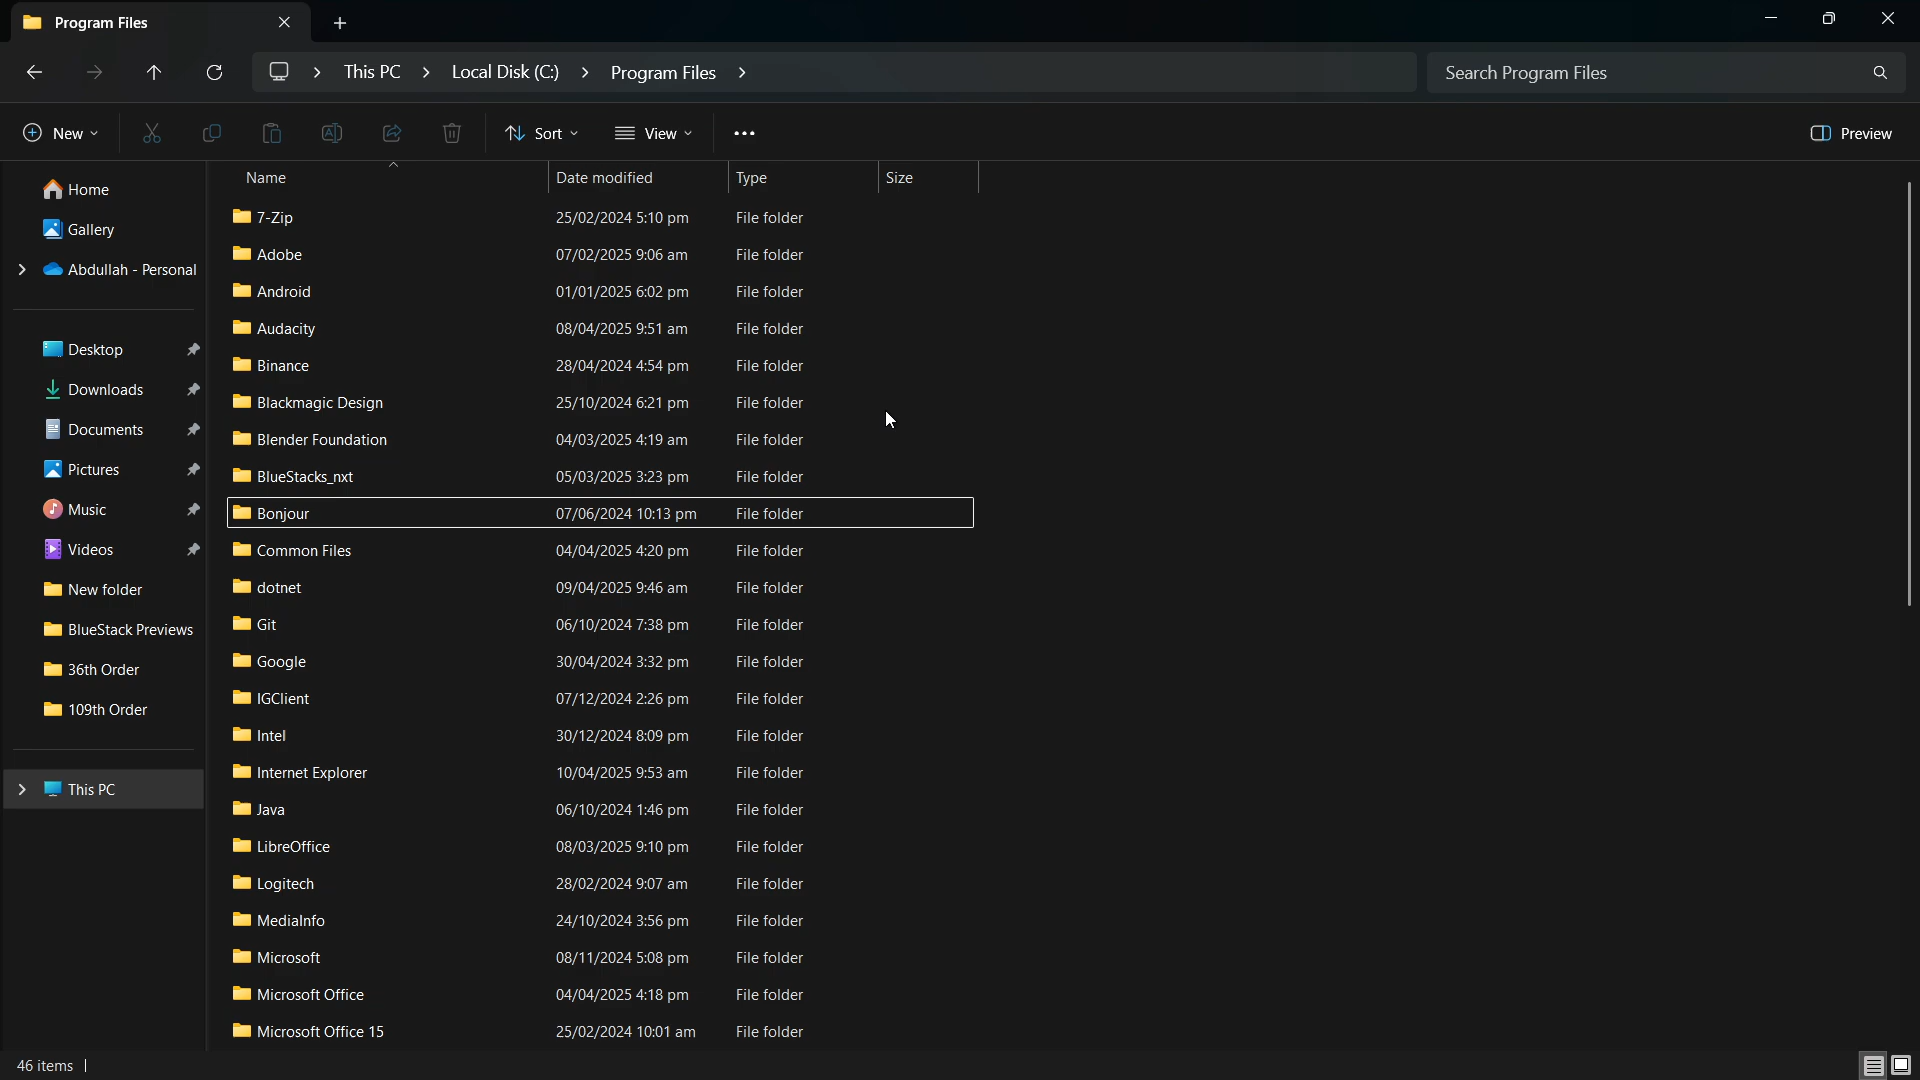 Program Files
This PC > Local Disk (C:) > Program Files >
Search Program Files
New
Sort
View
Preview
Home
Gallery
Abdullah - Personal
Desktop
Downloads
Documents
Pictures
Music
Videos
New folder
BlueStack Previews
36th Order
109th Order
This PC
Name Date modified Type Size
7-Zip 25/02/2024 5:10 pm File folder
Adobe 07/02/2025 9:06 am File folder
Android 01/01/2025 6:02 pm File folder
Audacity 08/04/2025 9:51 am File folder
Binance 28/04/2024 4:54 pm File folder
Blackmagic Design 25/10/2024 6:21 pm File folder
Blender Foundation 04/03/2025 4:19 am File folder
BlueStacks_nxt 05/03/2025 3:23 pm File folder
Bonjour 07/06/2024 10:13 pm File folder
Common Files 04/04/2025 4:20 pm File folder
dotnet 09/04/2025 9:46 am File folder
Git 06/10/2024 7:38 pm File folder
Google 30/04/2024 3:32 pm File folder
IGClient 07/12/2024 2:26 pm File folder
Intel 30/12/2024 8:09 pm File folder
Internet Explorer 10/04/2025 9:53 am File folder
Java 06/10/2024 1:46 pm File folder
LibreOffice 08/03/2025 9:10 pm File folder
Logitech 28/02/2024 9:07 am File folder
MediaInfo 24/10/2024 3:56 pm File folder
Microsoft 08/11/2024 5:08 pm File folder
Microsoft Office 04/04/2025 4:18 pm File folder
Microsoft Office 15 25/02/2024 10:01 am File folder
46 items